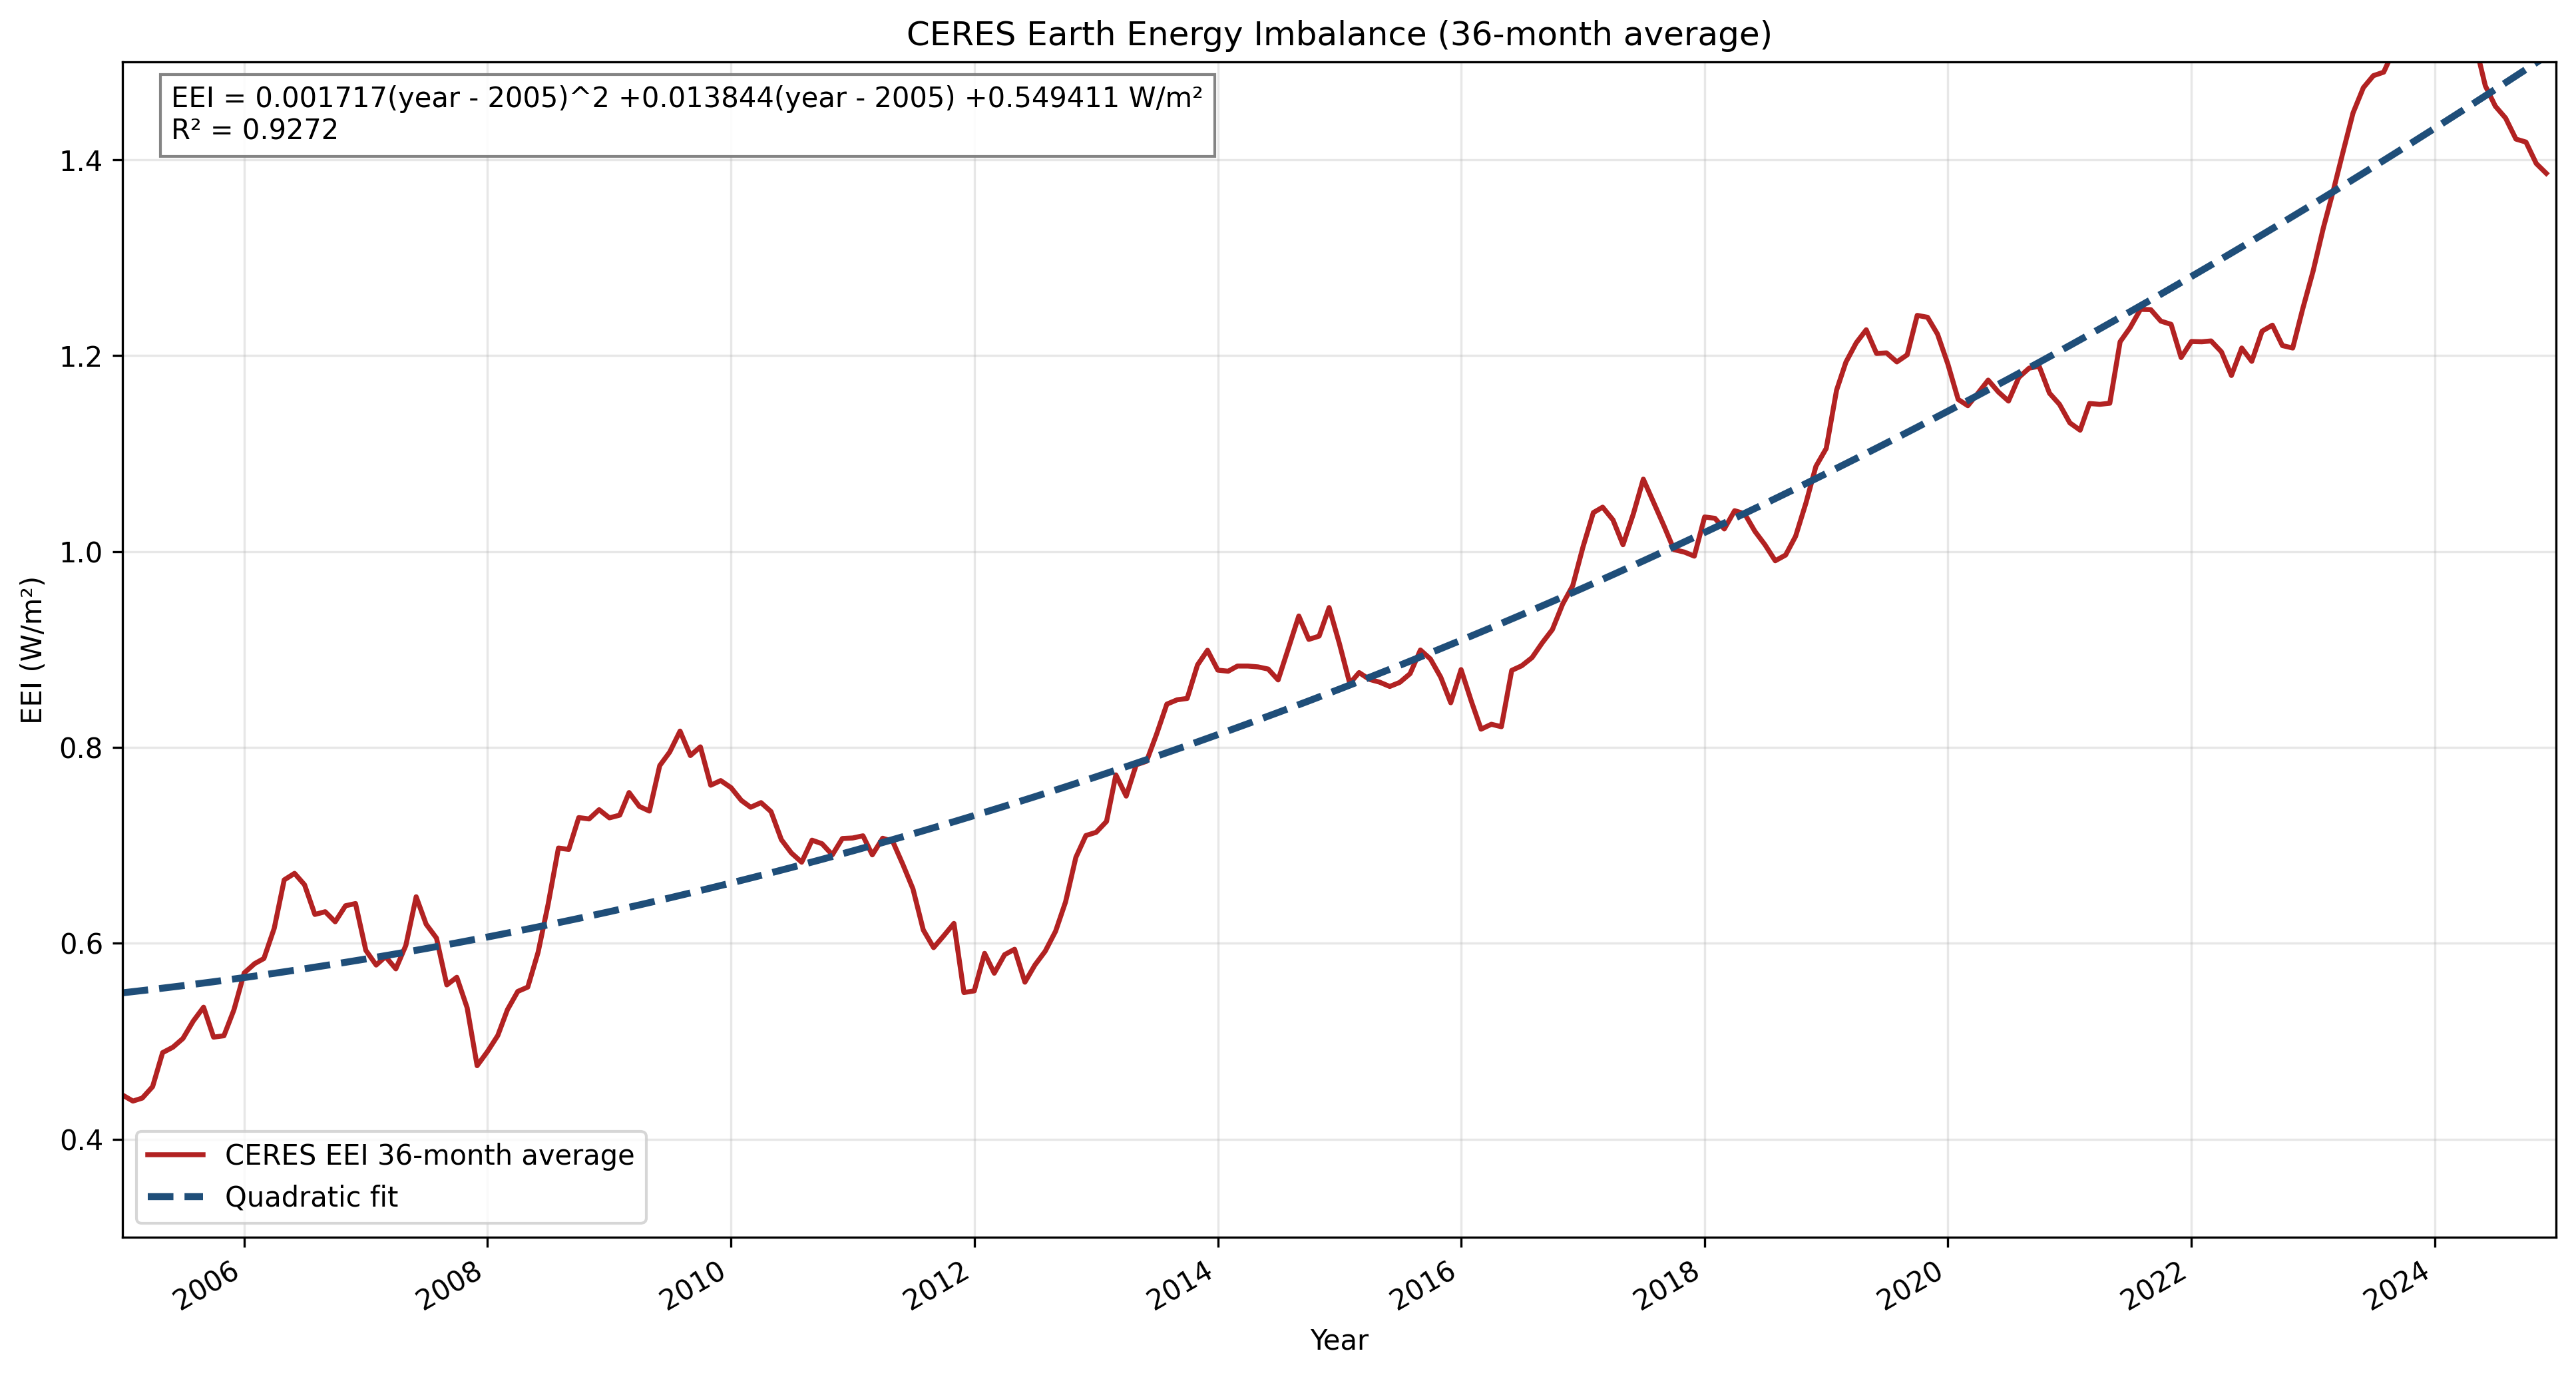 CERES Earth Energy Imbalance (36-month average)
EEI = 0.001717(year - 2005)^2 +0.013844(year - 2005) +0.549411 W/m²
R² = 0.9272
1.4
1.2
1.0
0.8
0.6
0.4
EEI (W/m²)
CERES EEI 36-month average
Quadratic fit
2006
2008
2010
2012
2014
2016
2018
2020
2022
2024
Year